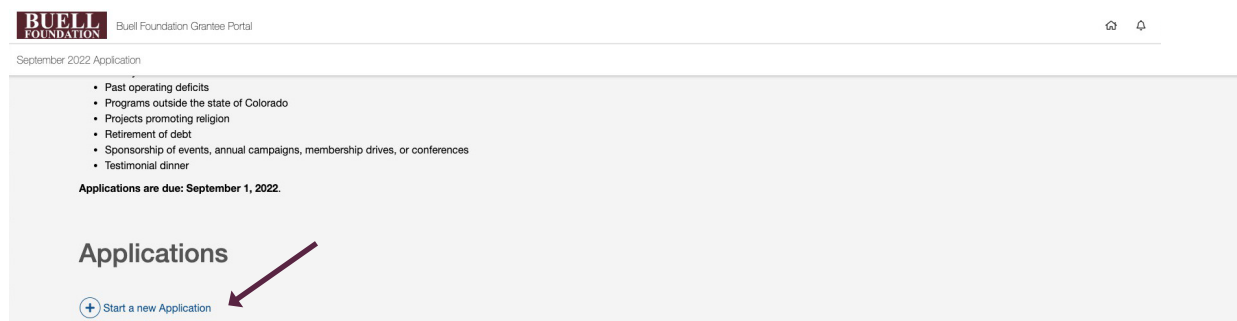 BUELL
FOUNDATION
Buell Foundation Grantee Portal
September 2022 Application
• Past operating deficits
• Programs outside the state of Colorado
• Projects promoting religion
• Retirement of debt
• Sponsorship of events, annual campaigns, membership drives, or conferences
• Testimonial dinner
Applications are due: September 1, 2022.
Applications
Start a new Application